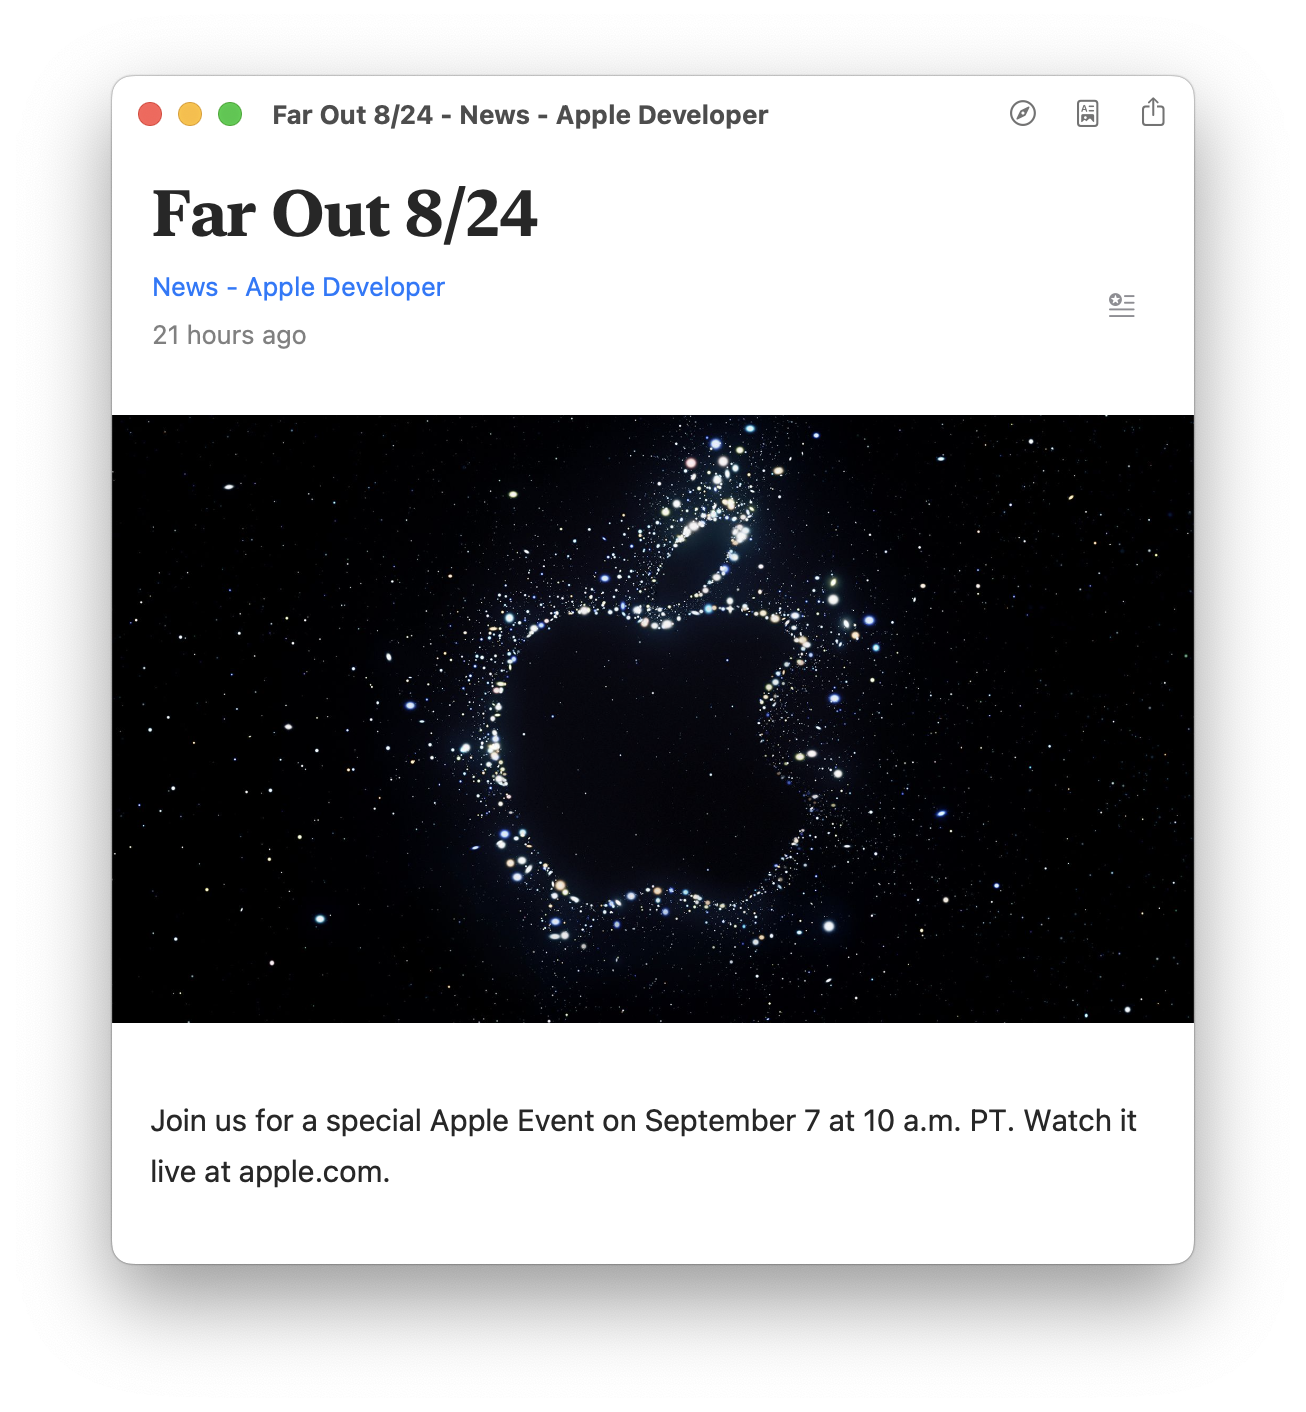 Far Out 8/24 - News - Apple Developer
Far Out 8/24
News - Apple Developer
21 hours ago
Join us for a special Apple Event on September 7 at 10 a.m. PT. Watch it
live at apple.com.